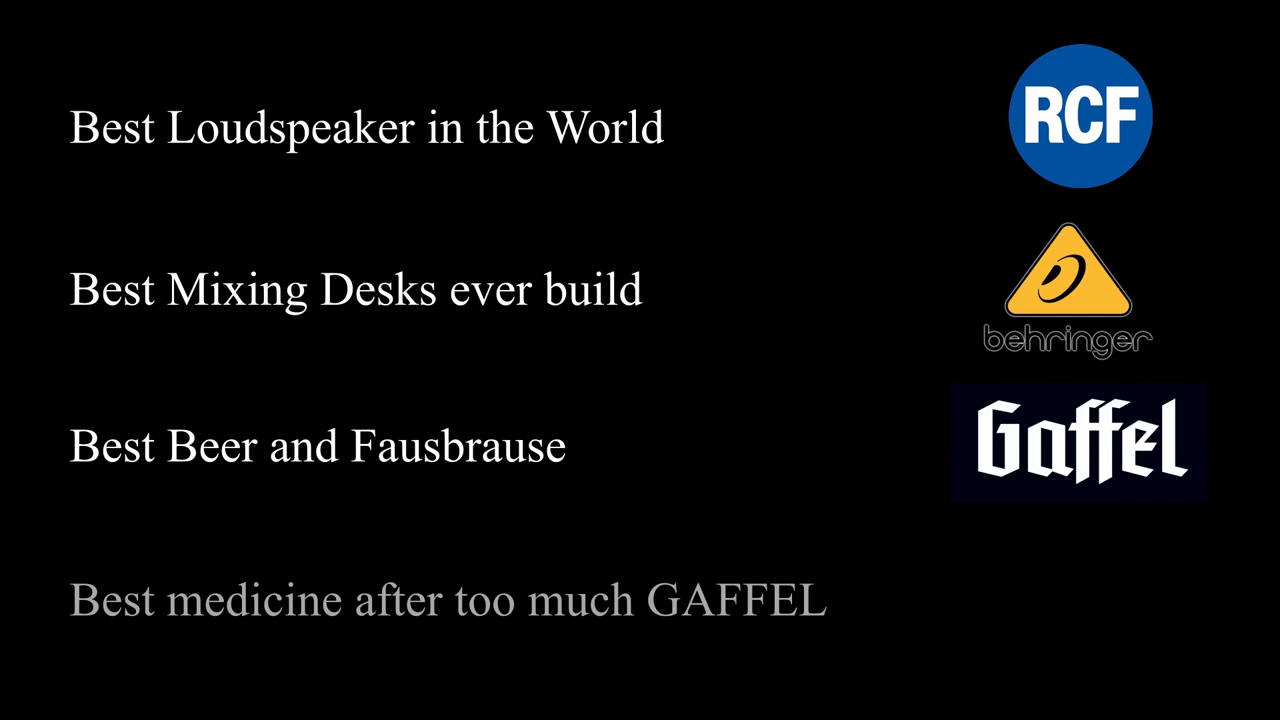 Best Loudspeaker in the World
RCF
Best Mixing Desks ever build
behringer
Best Beer and Fausbrause
Gaffel
Best medicine after too much GAFFEL